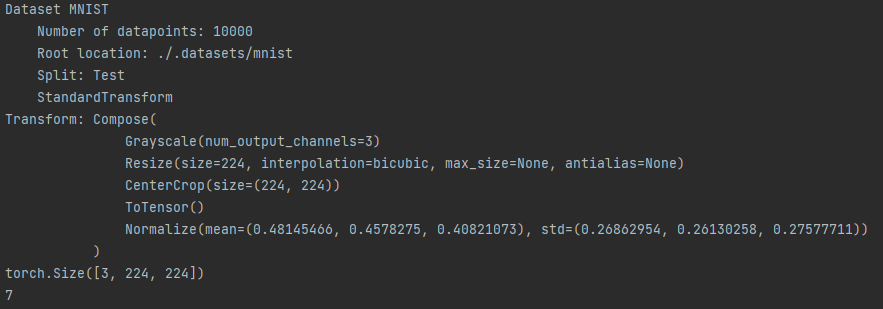 Dataset MNIST
    Number of datapoints: 10000
    Root location: ./.datasets/mnist
    Split: Test
    StandardTransform
Transform: Compose(
               Grayscale(num_output_channels=3)
               Resize(size=224, interpolation=bicubic, max_size=None, antialias=None)
               CenterCrop(size=(224, 224))
               ToTensor()
               Normalize(mean=(0.48145466, 0.4578275, 0.40821073), std=(0.26862954, 0.26130258, 0.27577711))
           )
torch.Size([3, 224, 224])
7